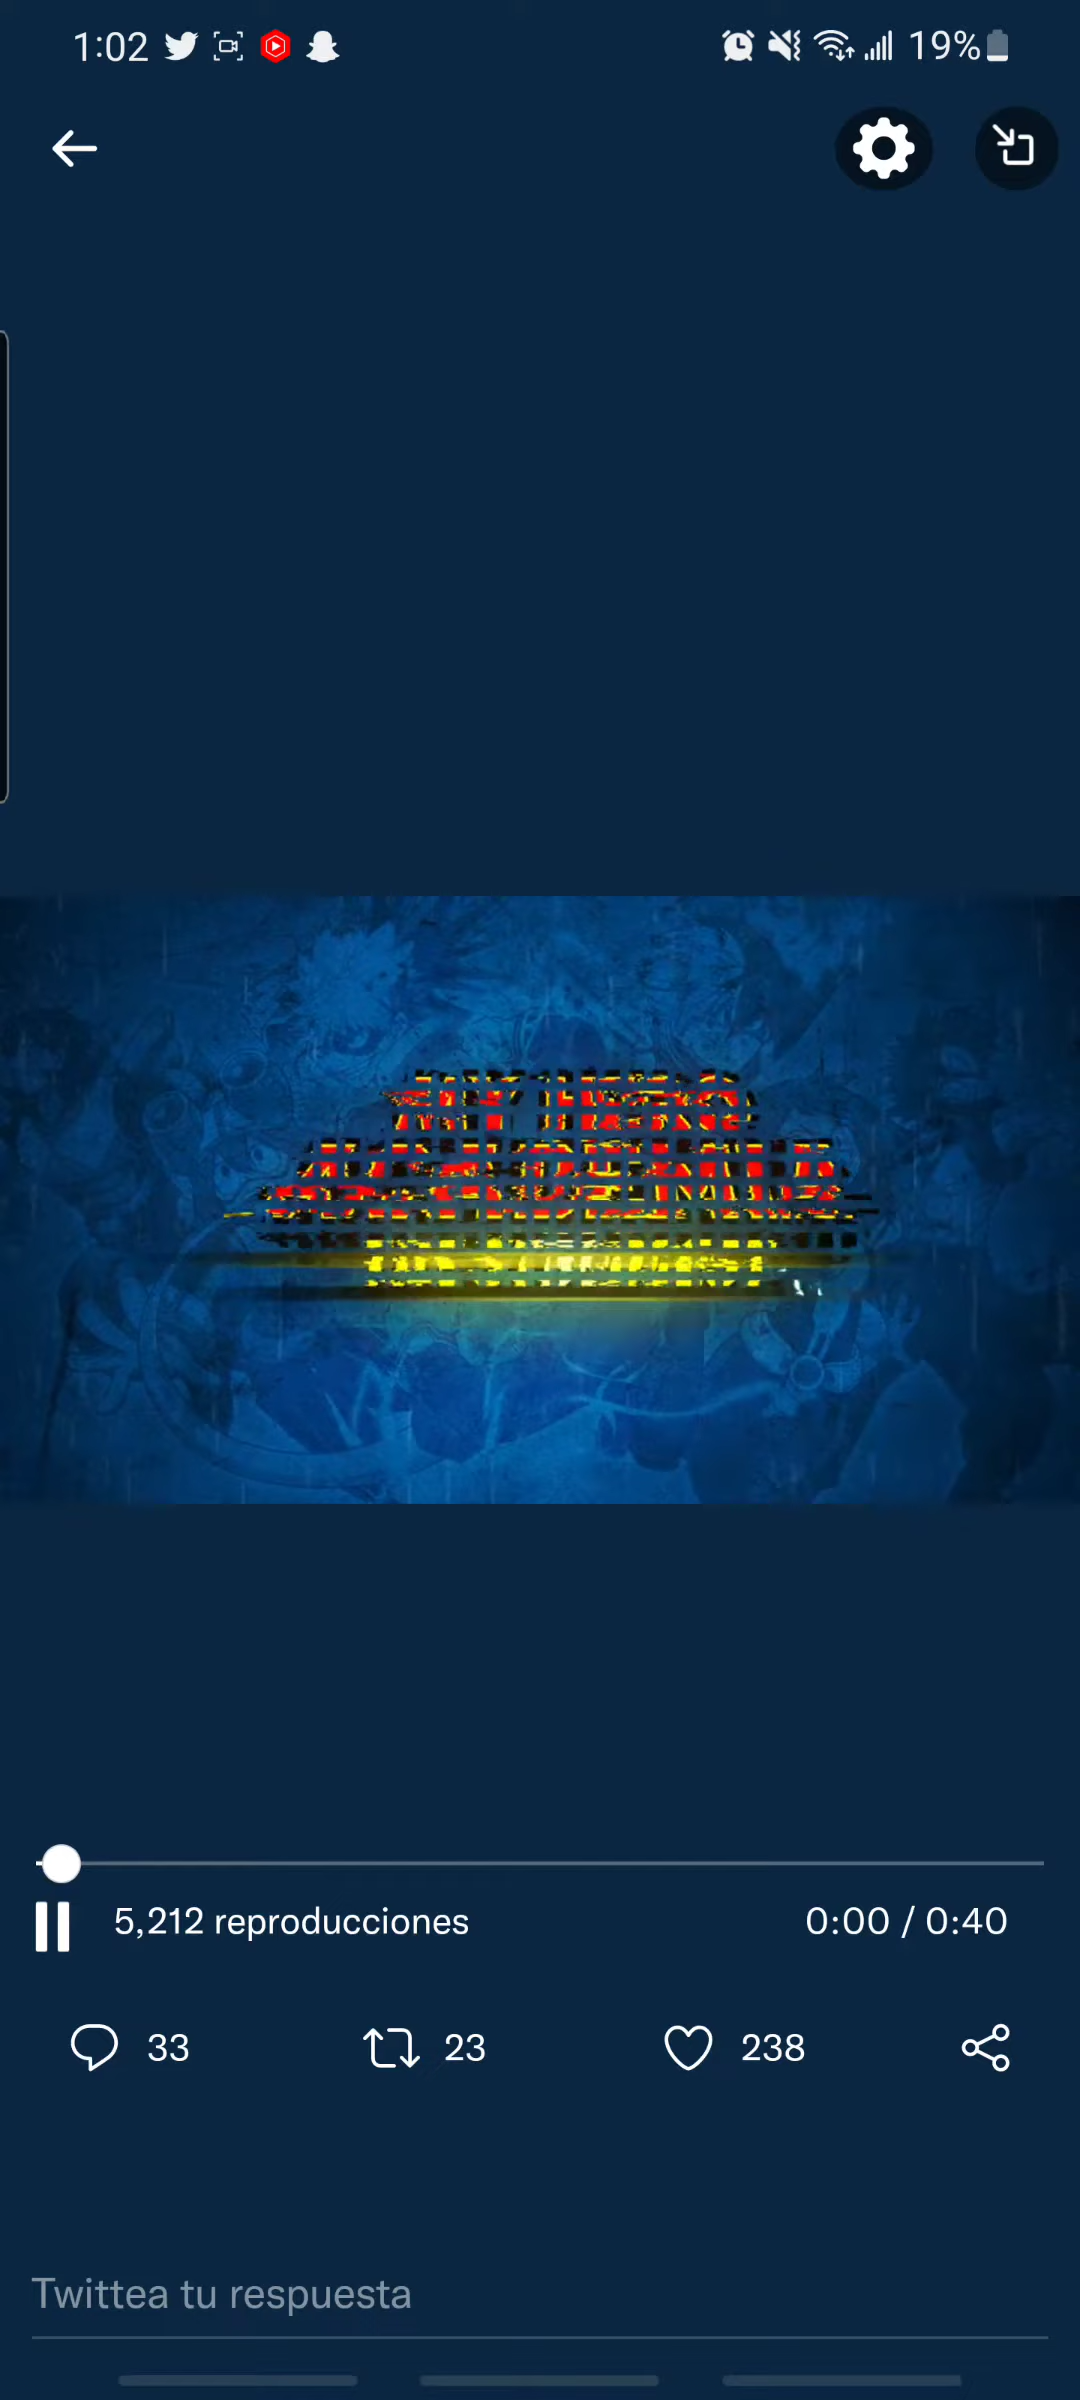 1:02
19%
5,212 reproducciones
0:00 / 0:40
33
23
238
Twittea tu respuesta